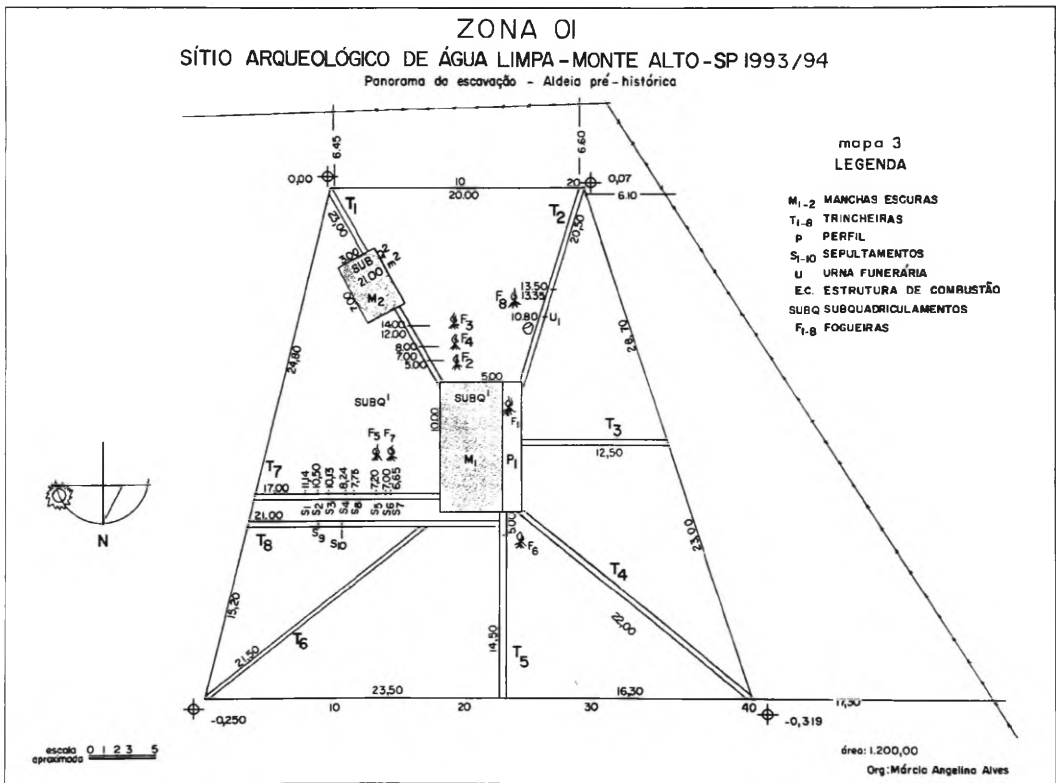 ZONA 01
SÍTIO ARQUEOLÓGICO DE ÁGUA LIMPA - MONTE ALTO - SP 1993/94
Panorama da escavação - Aldeia pré-histórica
6.45
6.60
mapa 3
LEGENDA
M1-2 MANCHAS ESCURAS
T1-8 TRINCHEIRAS
P PERFIL
S1-10 SEPULTAMENTOS
U URNA FUNERÁRIA
E.C. ESTRUTURA DE COMBUSTÃO
SUBQ SUBQUADRICULAMENTOS
F1-8 FOGUEIRAS
0,00
10
20.00
20
0,07
6.10
T1
23,00
T2
20,50
3.00
SUB
21.00
m2
M2
7.00
13.50
13.35
F8
10.80
U1
14.00
12.00
8.00
7.00
5.00
F3
F4
F2
28,70
24,80
5.00
SUBQ1
SUBQ1
10.00
F1
M1
P1
T3
12,50
F5
F7
T7
17.00
11,14
10,50
10,13
8,24
7,75
7,20
7,00
6,65
S1
S2
S3
S4
S8
S5
S6
S7
21.00
T8
S9
S10
5,00
F6
23,00
N
T4
22,00
15,20
T6
21,50
14,50
T5
23,50
16,30
17,50
-0,250
10
20
30
40
-0,319
escala aproximada 0 1 2 3 5
área: 1.200,00
Org: Márcia Angelina Alves